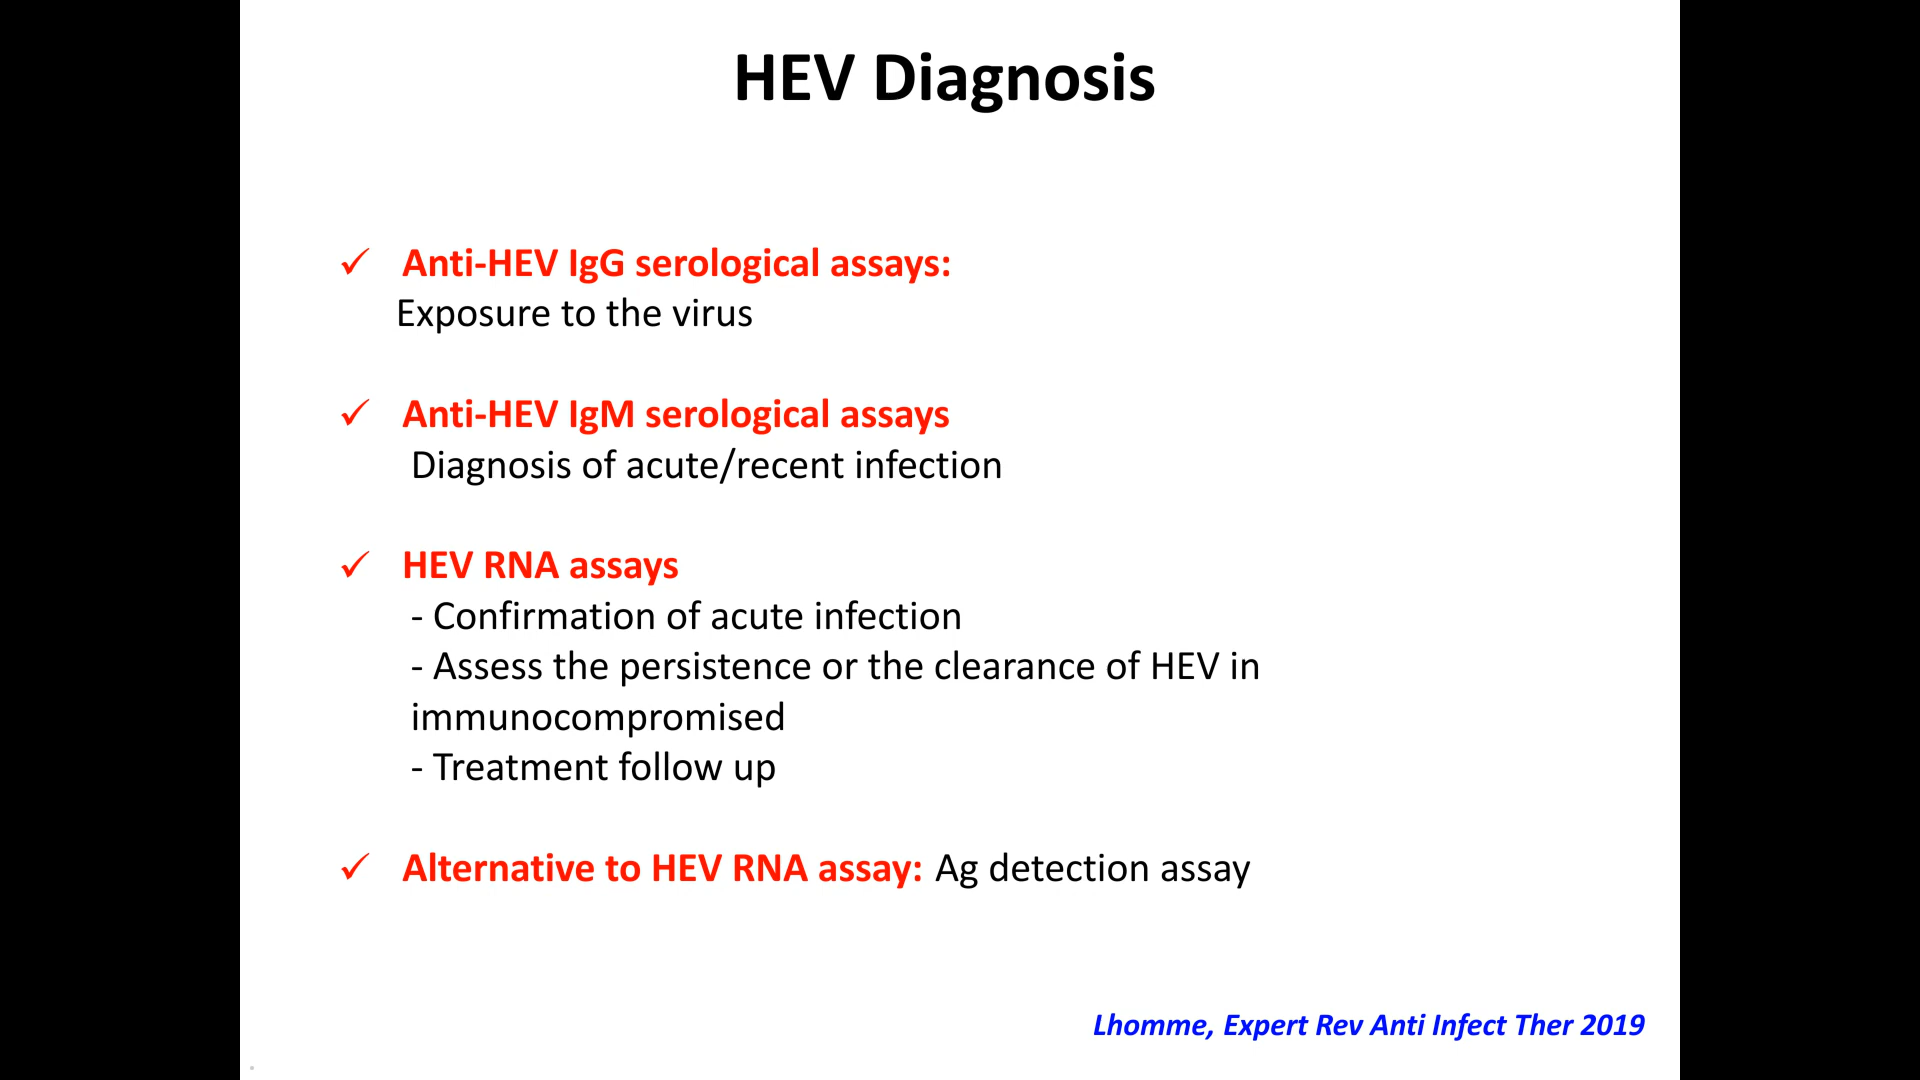 HEV Diagnosis
✓ Anti-HEV IgG serological assays:
Exposure to the virus
✓ Anti-HEV IgM serological assays
Diagnosis of acute/recent infection
✓ HEV RNA assays
- Confirmation of acute infection
- Assess the persistence or the clearance of HEV in
immunocompromised
- Treatment follow up
✓ Alternative to HEV RNA assay: Ag detection assay
Lhomme, Expert Rev Anti Infect Ther 2019